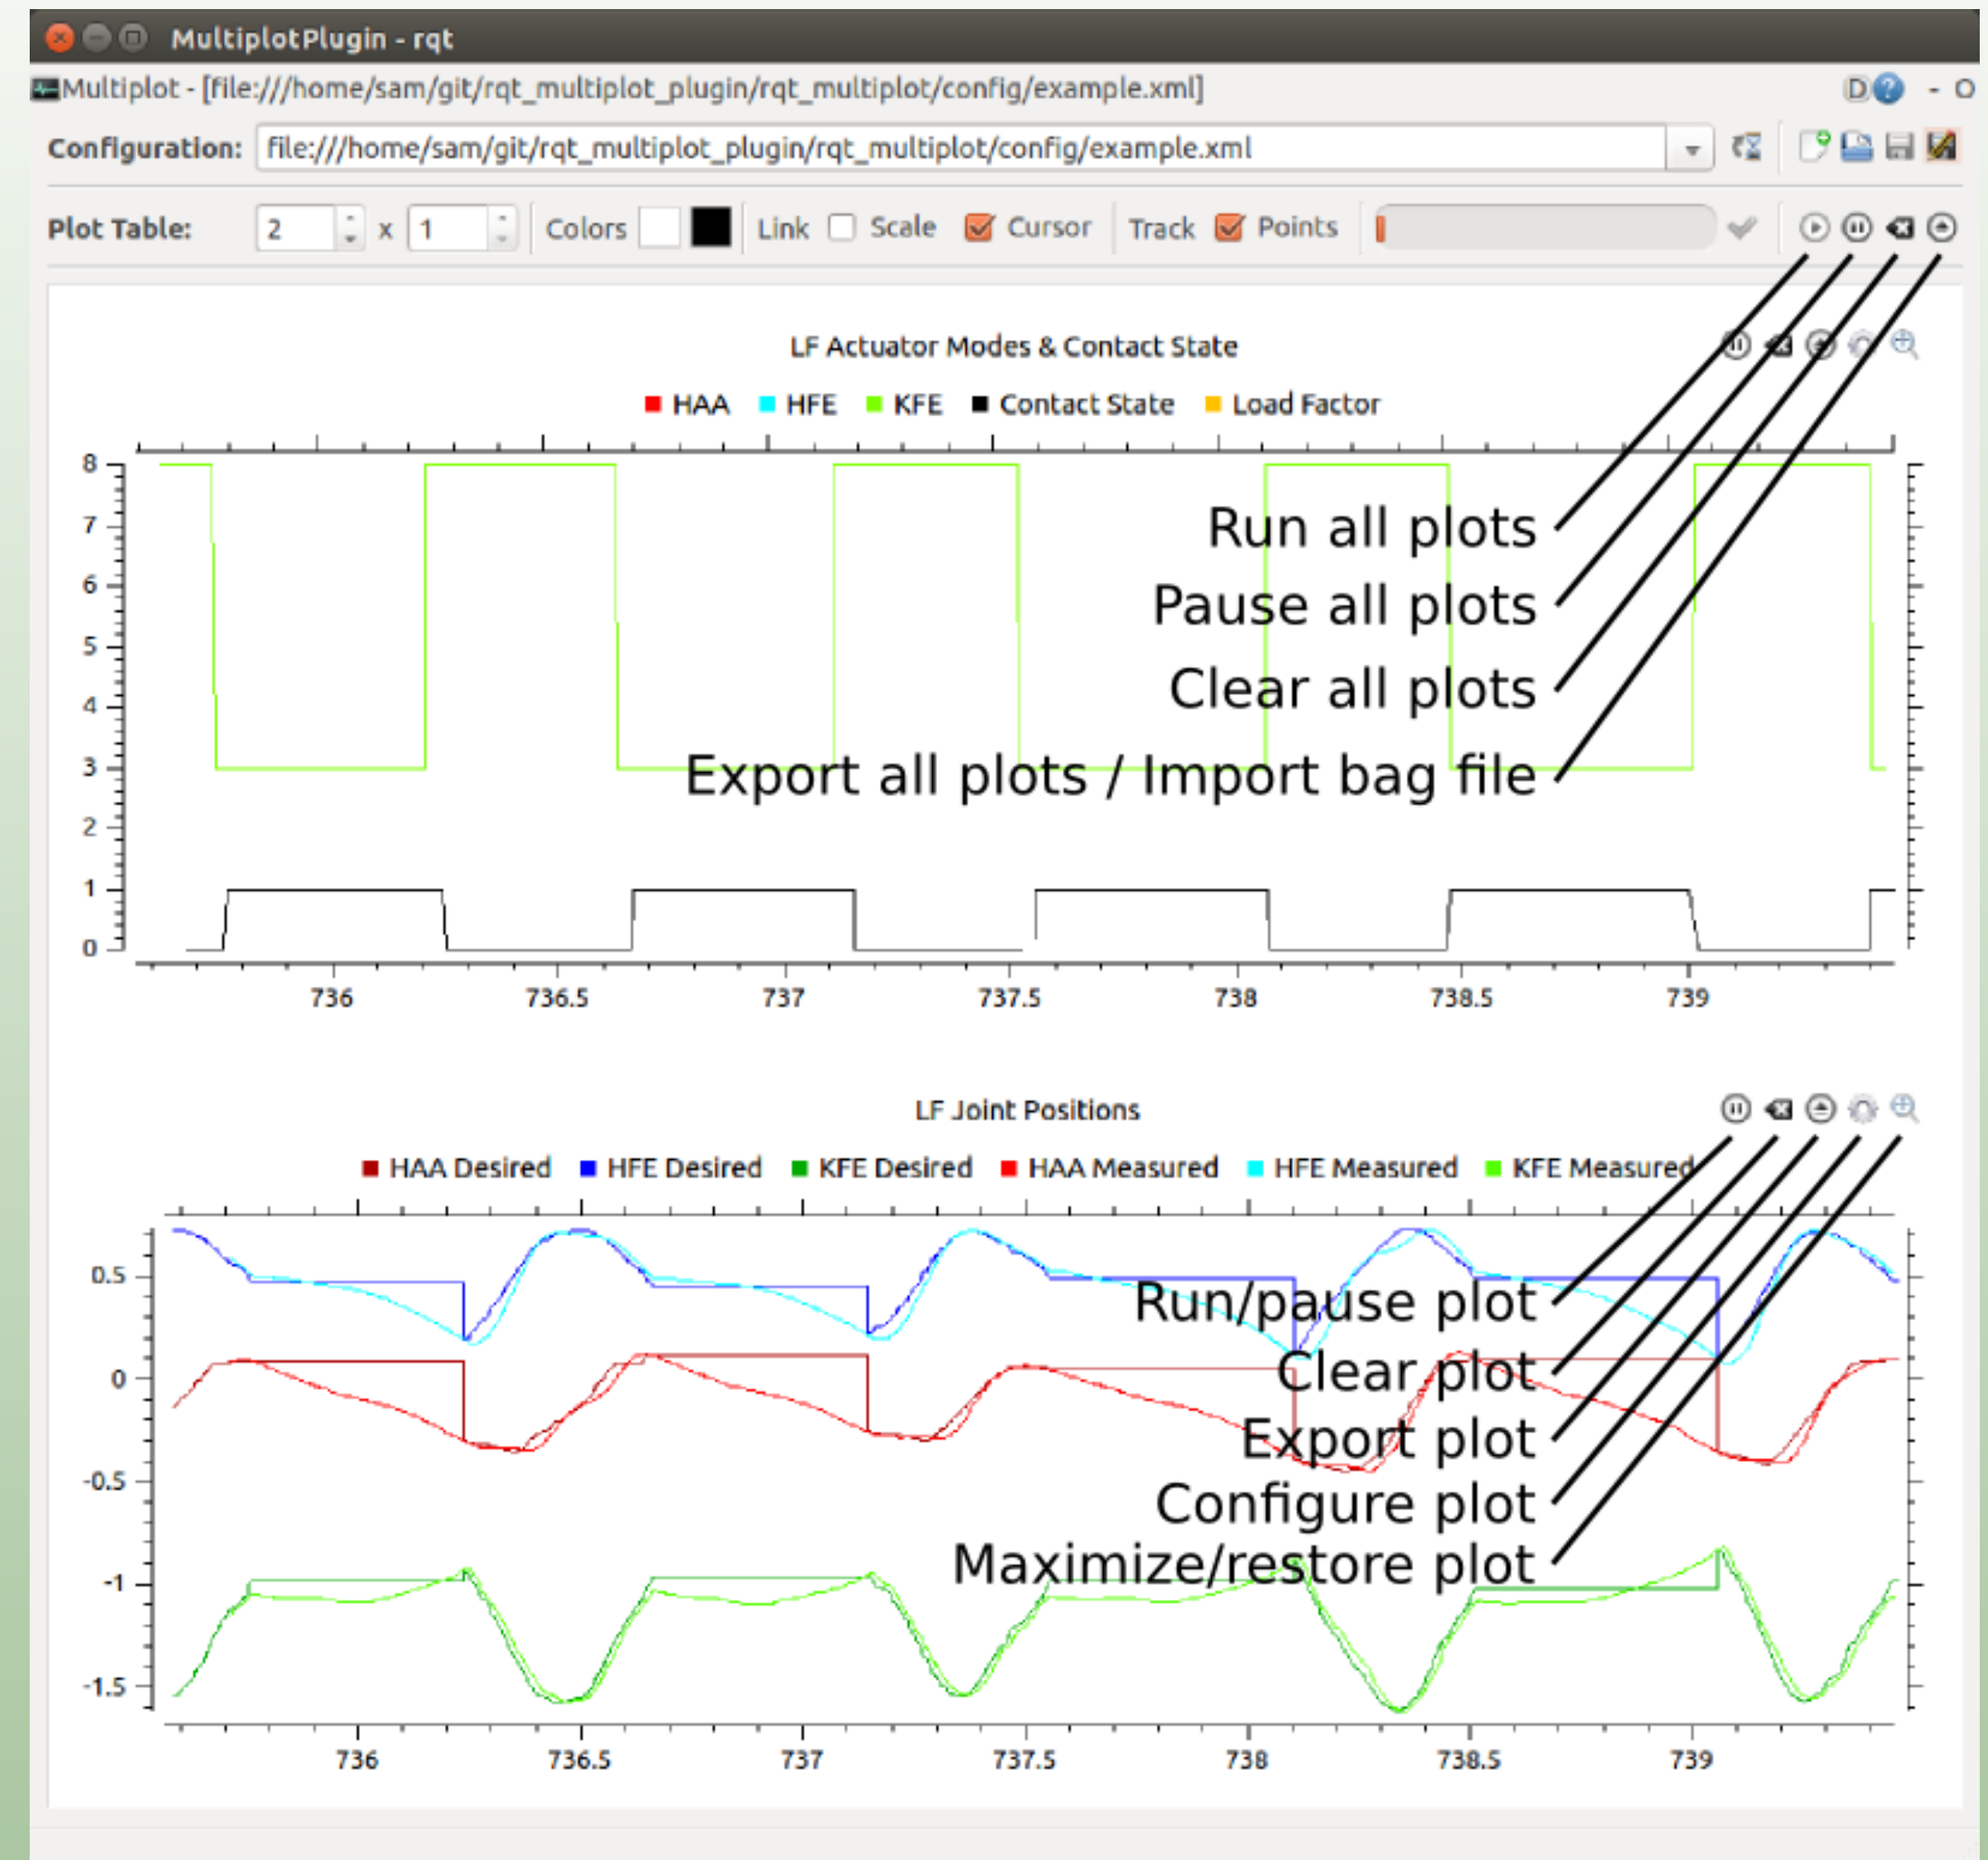 MultiplotPlugin - rqt
Multiplot - [file:///home/sam/git/rqt_multiplot_plugin/rqt_multiplot/config/example.xml] D ? - O
Configuration: file:///home/sam/git/rqt_multiplot_plugin/rqt_multiplot/config/example.xml
Plot Table: 2 x 1 Colors Link Scale Cursor Track Points
LF Actuator Modes & Contact State
HAA HFE KFE Contact State Load Factor
8
7
Run all plots
6
Pause all plots
5
Clear all plots
4
3
Export all plots / Import bag file
2
1
0
736 736.5 737 737.5 738 738.5 739
LF Joint Positions
HAA Desired HFE Desired KFE Desired HAA Measured HFE Measured KFE Measured
0.5
Run/pause plot
0
Clear plot
Export plot
-0.5
Configure plot
Maximize/restore plot
-1
-1.5
736 736.5 737 737.5 738 738.5 739